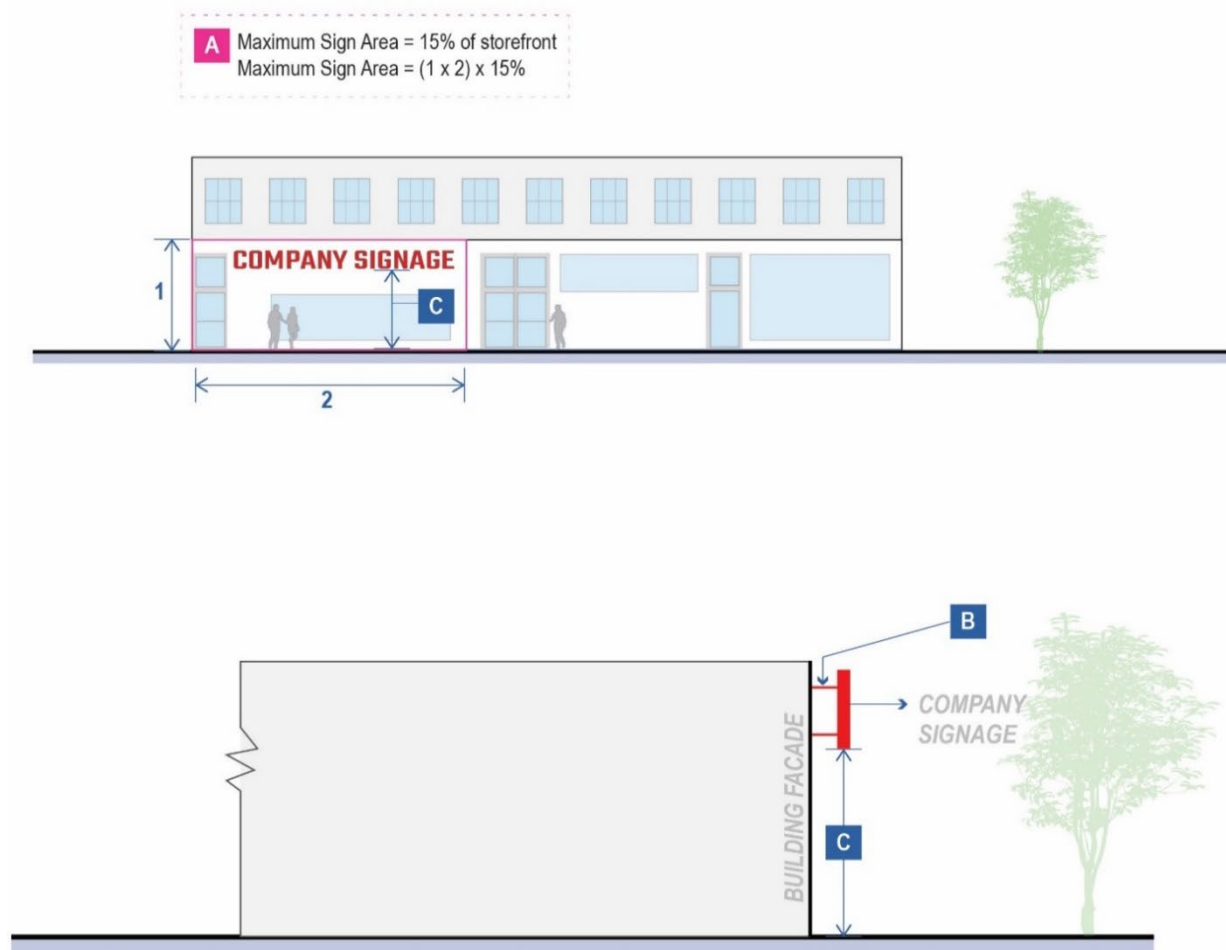 A Maximum Sign Area = 15% of storefront
Maximum Sign Area = (1 x 2) x 15%
COMPANY SIGNAGE
1
C
2
B
COMPANY
SIGNAGE
BUILDING FACADE
C